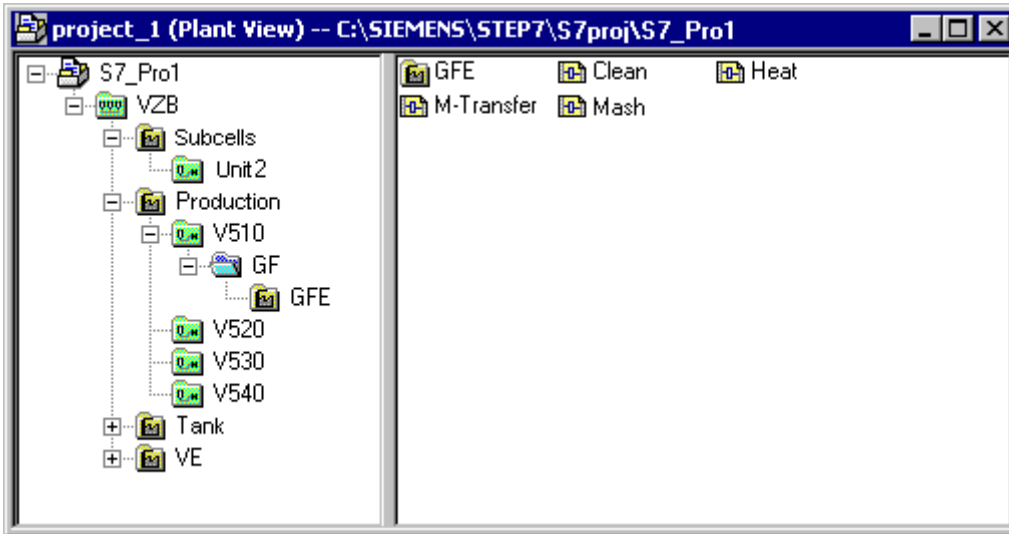 project_1 (Plant View) -- C:\SIEMENS\STEP7\S7proj\S7_Pro1
S7_Pro1
VZB
Subcells
Unit2
Production
V510
GF
GFE
V520
V530
V540
Tank
VE
GFE Clean Heat
M-Transfer Mash